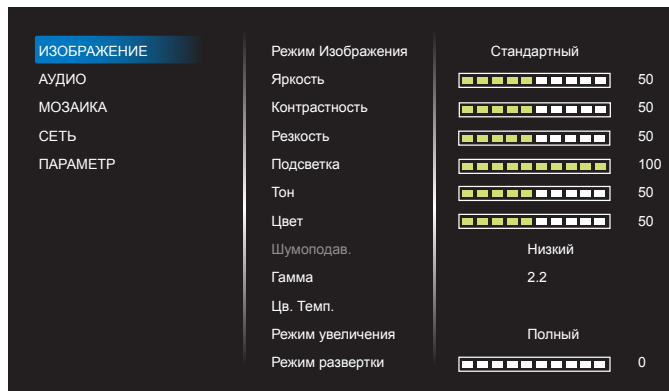 ИЗОБРАЖЕНИЕ
АУДИО
МОЗАИКА
СЕТЬ
ПАРАМЕТР
Режим Изображения Стандартный
Яркость 50
Контрастность 50
Резкость 50
Подсветка 100
Тон 50
Цвет 50
Шумоподав. Низкий
Гамма 2.2
Цв. Темп.
Режим увеличения Полный
Режим развертки 0